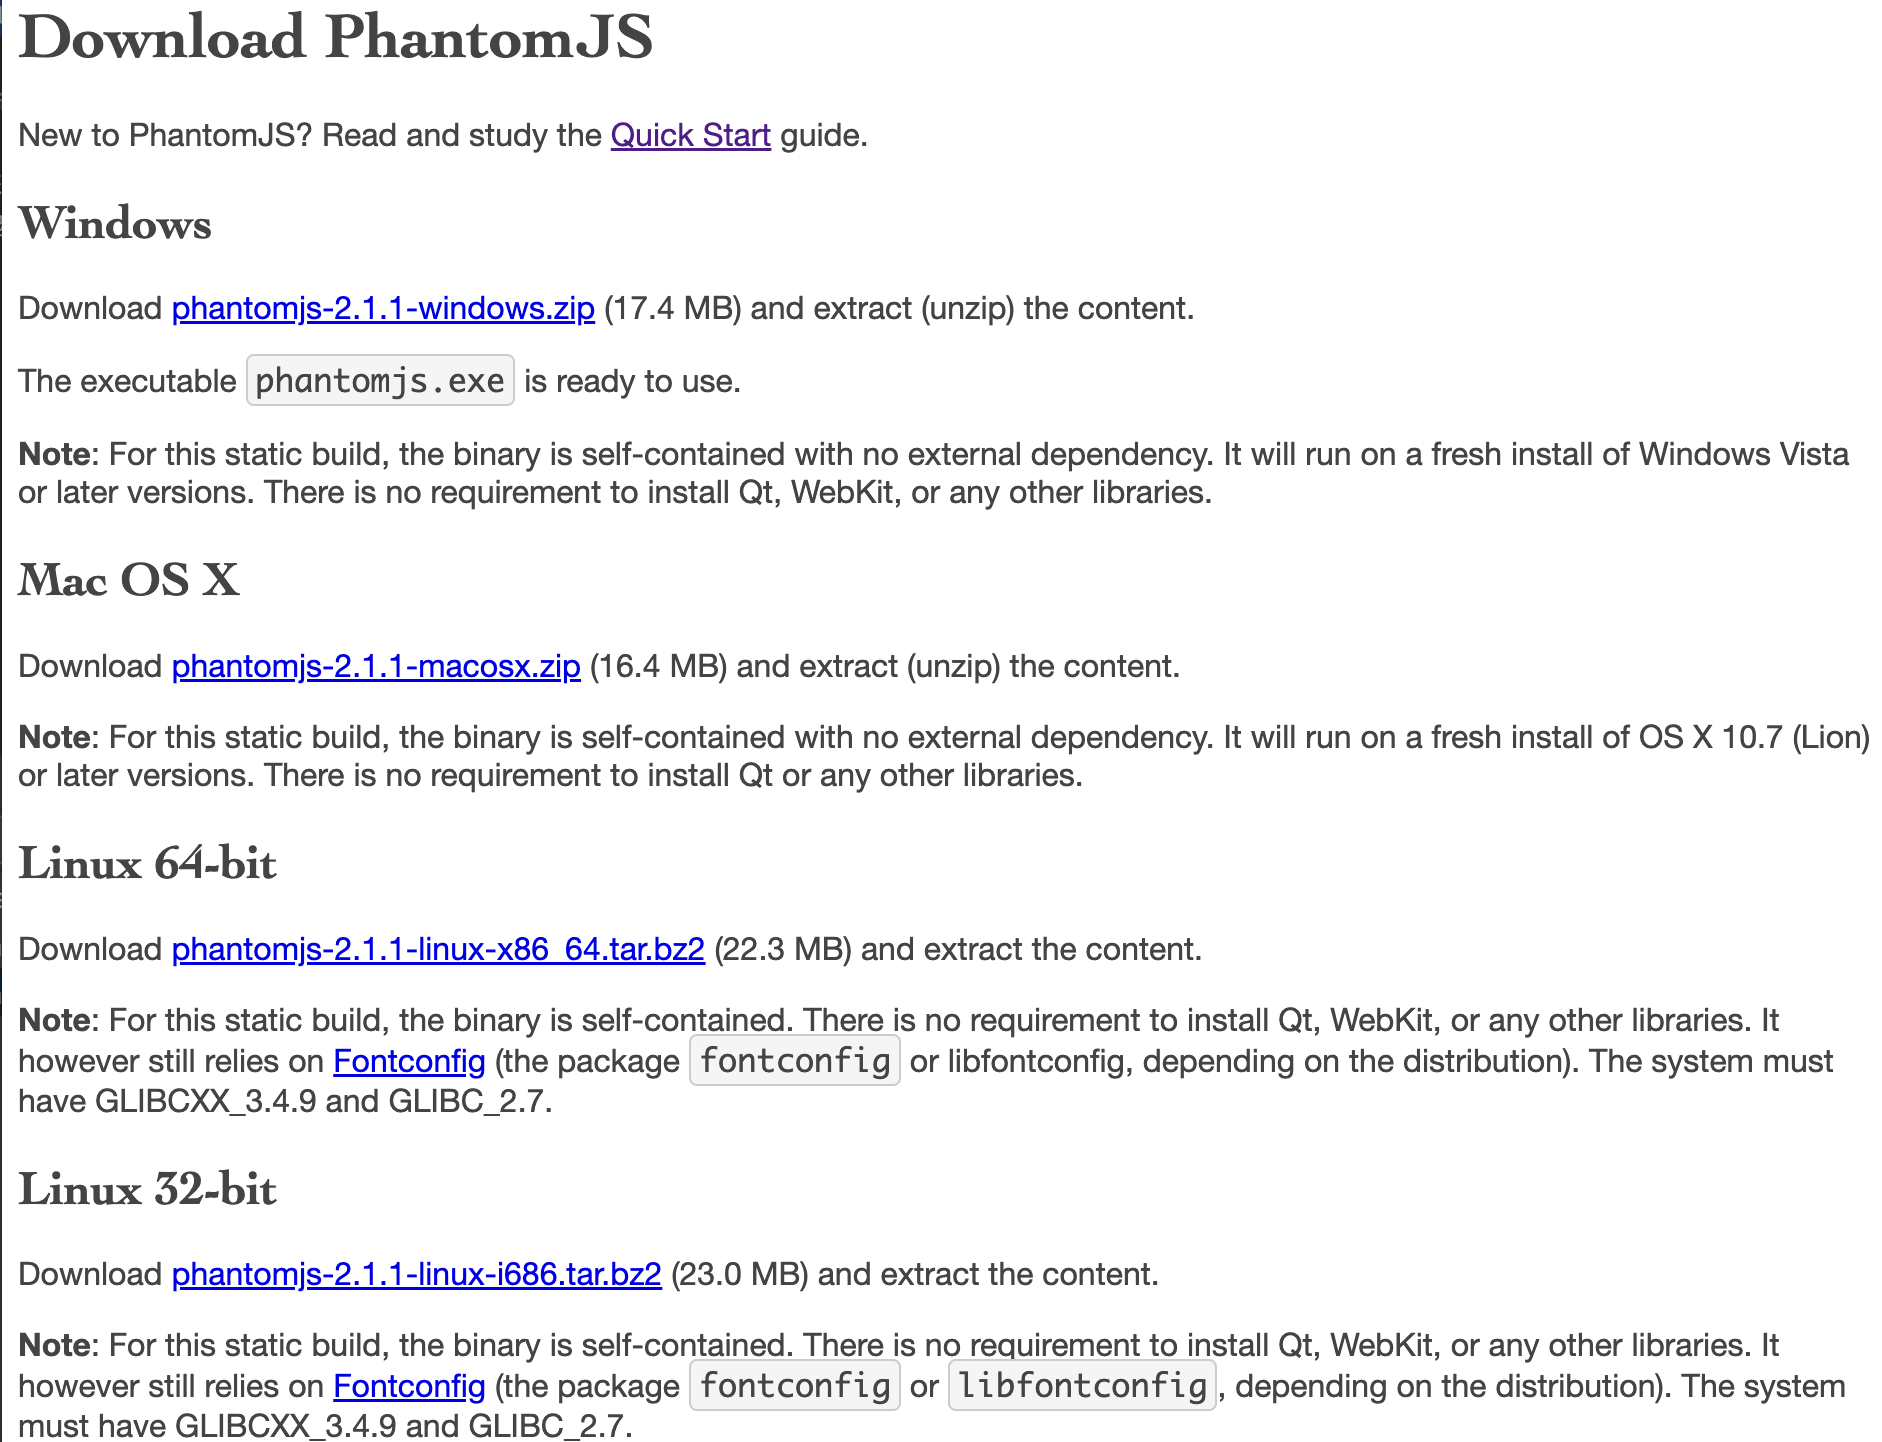 Download PhantomJS
New to PhantomJS? Read and study the Quick Start guide.
Windows
Download phantomjs-2.1.1-windows.zip (17.4 MB) and extract (unzip) the content.
The executable phantomjs.exe is ready to use.
Note: For this static build, the binary is self-contained with no external dependency. It will run on a fresh install of Windows Vista
or later versions. There is no requirement to install Qt, WebKit, or any other libraries.
Mac OS X
Download phantomjs-2.1.1-macosx.zip (16.4 MB) and extract (unzip) the content.
Note: For this static build, the binary is self-contained with no external dependency. It will run on a fresh install of OS X 10.7 (Lion)
or later versions. There is no requirement to install Qt or any other libraries.
Linux 64-bit
Download phantomjs-2.1.1-linux-x86_64.tar.bz2 (22.3 MB) and extract the content.
Note: For this static build, the binary is self-contained. There is no requirement to install Qt, WebKit, or any other libraries. It
however still relies on Fontconfig (the package fontconfig or libfontconfig, depending on the distribution). The system must
have GLIBCXX_3.4.9 and GLIBC_2.7.
Linux 32-bit
Download phantomjs-2.1.1-linux-i686.tar.bz2 (23.0 MB) and extract the content.
Note: For this static build, the binary is self-contained. There is no requirement to install Qt, WebKit, or any other libraries. It
however still relies on Fontconfig (the package fontconfig or libfontconfig, depending on the distribution). The system
must have GLIBCXX_3.4.9 and GLIBC_2.7.